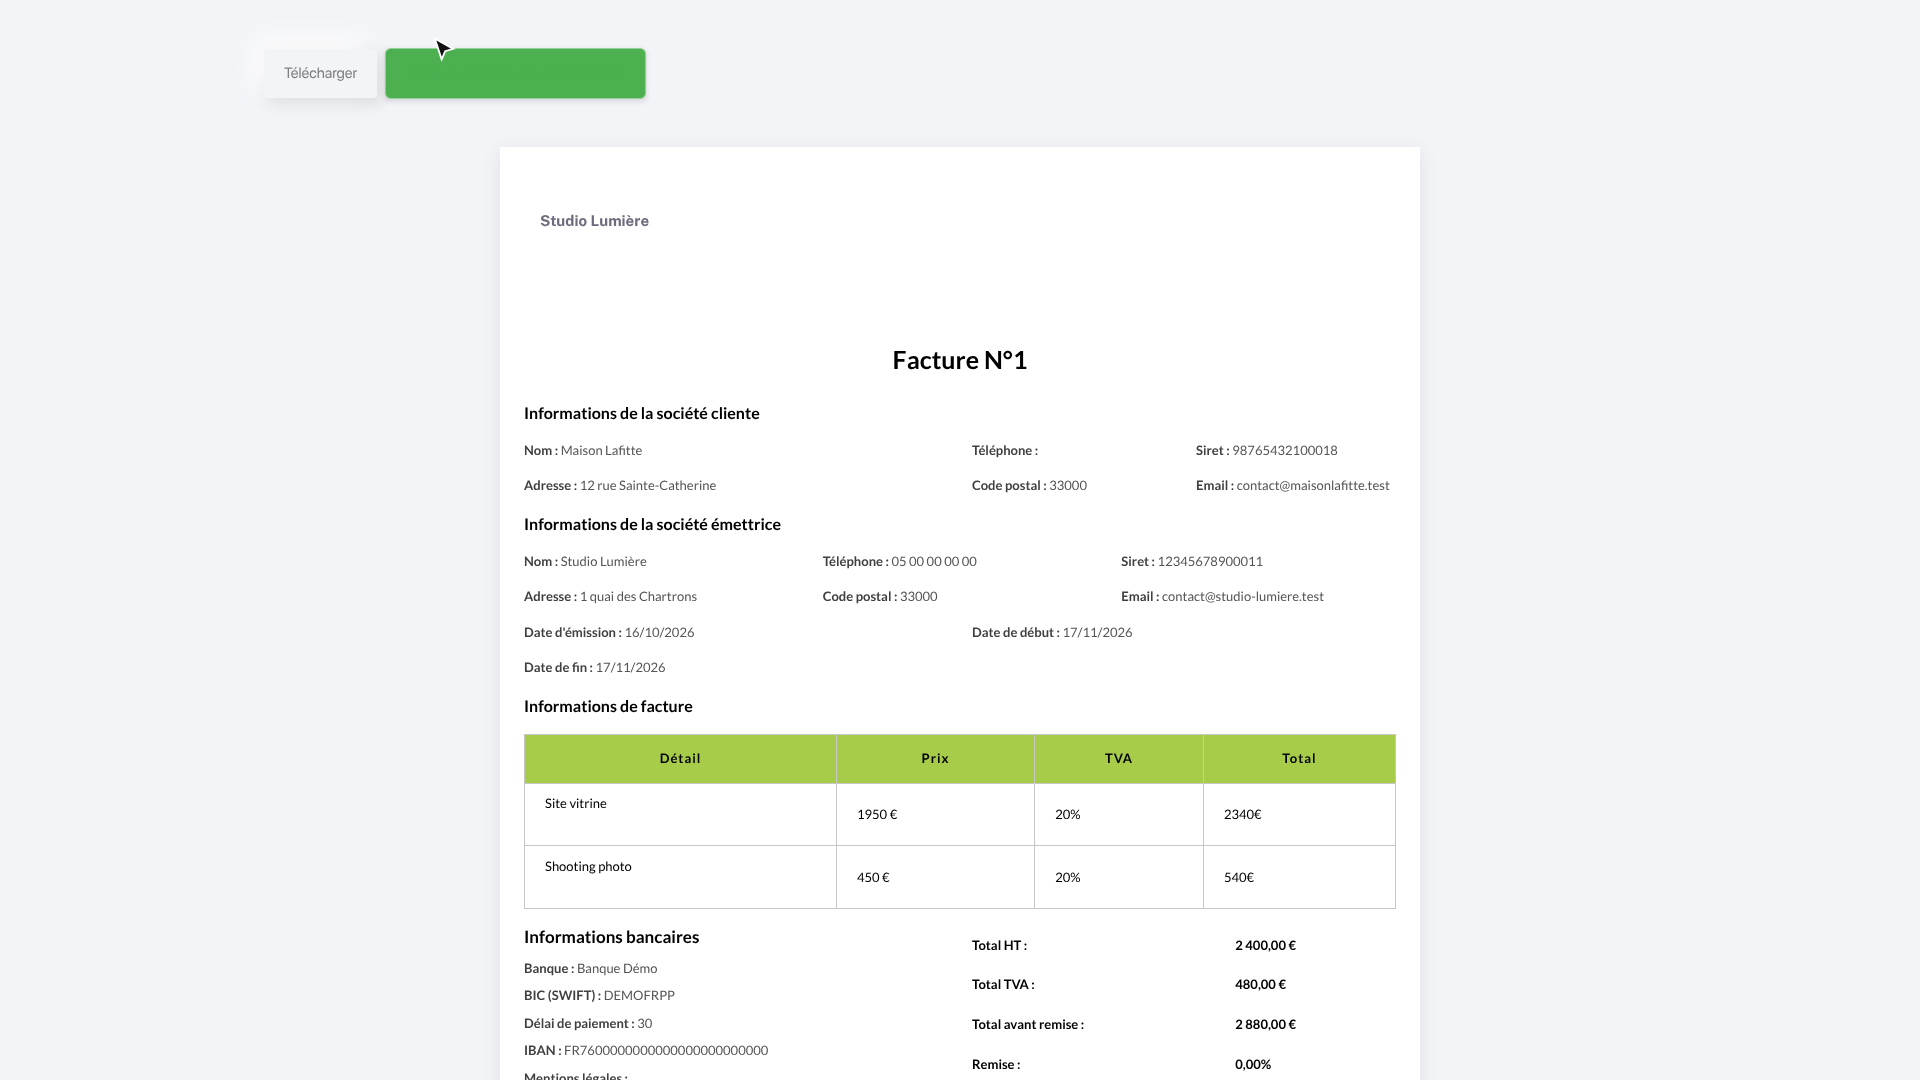 Télécharger
Studio Lumière
Facture N°1
Informations de la société cliente
Nom : Maison Lafitte Téléphone : Siret : 98765432100018
Adresse : 12 rue Sainte-Catherine Code postal : 33000 Email : contact@maisonlafitte.test
Informations de la société émettrice
Nom : Studio Lumière Téléphone : 05 00 00 00 00 Siret : 12345678900011
Adresse : 1 quai des Chartrons Code postal : 33000 Email : contact@studio-lumiere.test
Date d'émission : 16/10/2026 Date de début : 17/11/2026
Date de fin : 17/11/2026
Informations de facture
Détail Prix TVA Total
Site vitrine 1950 € 20% 2340€
Shooting photo 450 € 20% 540€
Informations bancaires
Banque : Banque Démo
BIC (SWIFT) : DEMOFRPP
Délai de paiement : 30
IBAN : FR7600000000000000000000000
Mentions légales :
Total HT : 2 400,00 €
Total TVA : 480,00 €
Total avant remise : 2 880,00 €
Remise : 0,00%